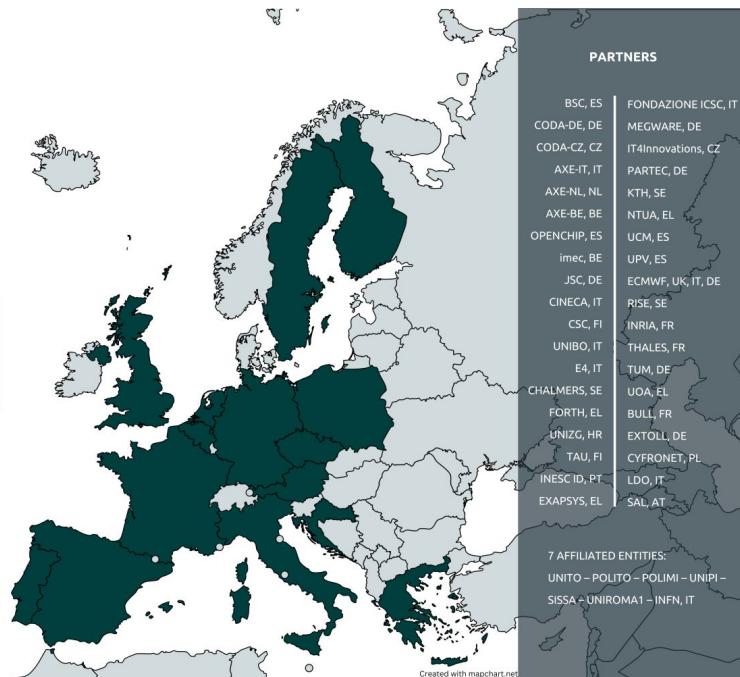 PARTNERS
BSC, ES
CODA-DE, DE
CODA-CZ, CZ
AXE-IT, IT
AXE-NL, NL
AXE-BE, BE
OPENCHIP, ES
imec, BE
JSC, DE
CINECA, IT
CSC, FI
UNIBO, IT
E4, IT
CHALMERS, SE
FORTH, EL
UNIZG, HR
TAU, FI
INESC ID, PT
EXAPSYS, EL
FONDAZIONE ICSC, IT
MEGWARE, DE
IT4Innovations, CZ
PARTEC, DE
KTH, SE
NTUA, EL
UCM, ES
UPV, ES
ECMWF, UK, IT, DE
RISE, SE
INRIA, FR
THALES, FR
TUM, DE
UOA, EL
BULL, FR
EXTOLL, DE
CYFRONET, PL
LDO, IT
SAL, AT
7 AFFILIATED ENTITIES:
UNITO – POLITO – POLIMI – UNIPI –
SISSA – UNIROMA1 – INFN, IT
Created with mapchart.net